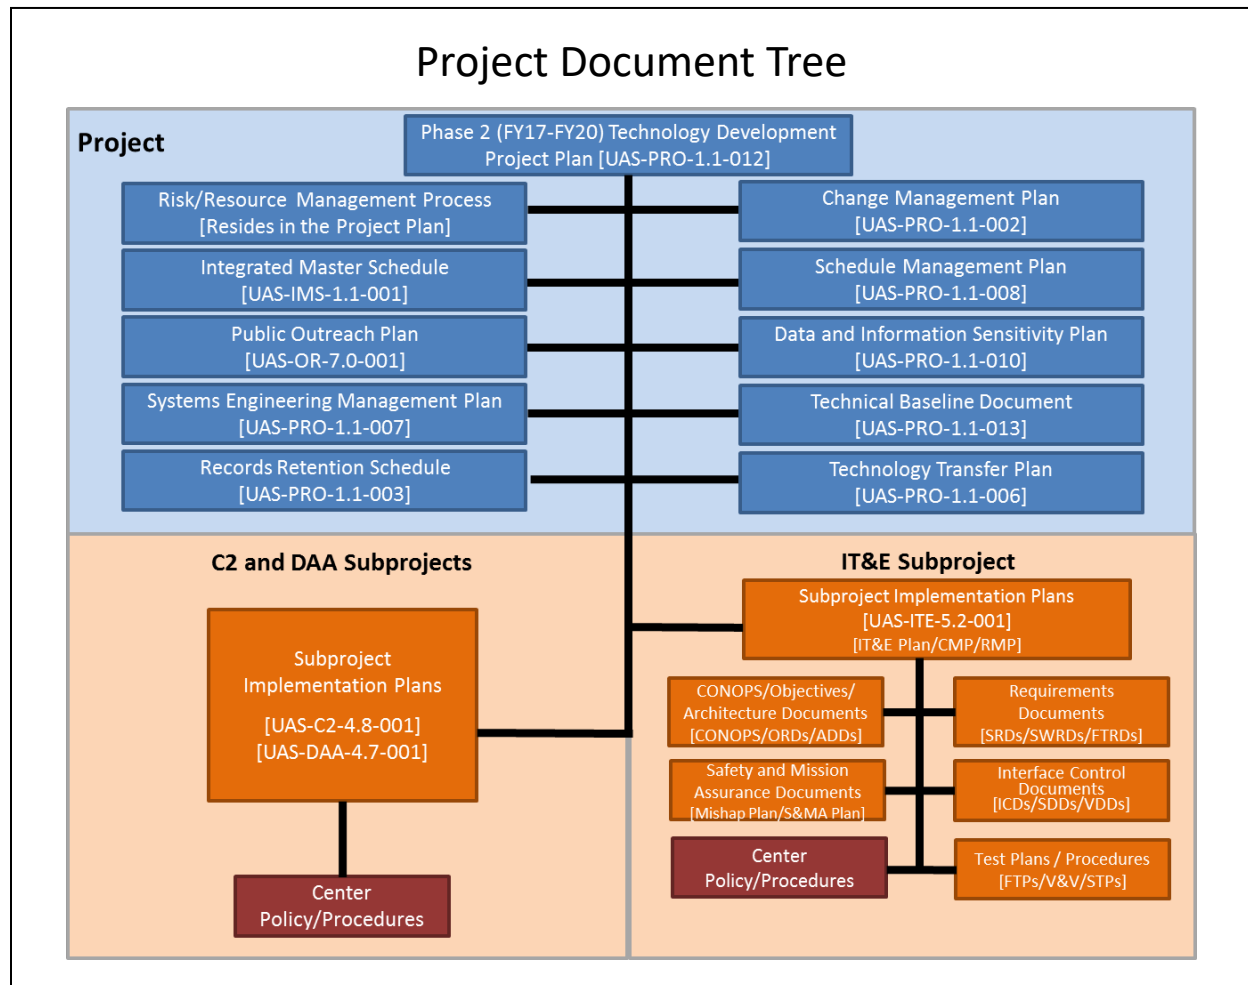 Project Document Tree
Project
Phase 2 (FY17-FY20) Technology Development
Project Plan [UAS-PRO-1.1-012]
Risk/Resource Management Process
[Resides in the Project Plan]
Change Management Plan
[UAS-PRO-1.1-002]
Integrated Master Schedule
[UAS-IMS-1.1-001]
Schedule Management Plan
[UAS-PRO-1.1-008]
Public Outreach Plan
[UAS-OR-7.0-001]
Data and Information Sensitivity Plan
[UAS-PRO-1.1-010]
Systems Engineering Management Plan
[UAS-PRO-1.1-007]
Technical Baseline Document
[UAS-PRO-1.1-013]
Records Retention Schedule
[UAS-PRO-1.1-003]
Technology Transfer Plan
[UAS-PRO-1.1-006]
C2 and DAA Subprojects
Subproject
Implementation Plans
[UAS-C2-4.8-001]
[UAS-DAA-4.7-001]
Center
Policy/Procedures
IT&E Subproject
Subproject Implementation Plans
[UAS-ITE-5.2-001]
[IT&E Plan/CMP/RMP]
CONOPS/Objectives/
Architecture Documents
[CONOPS/ORDs/ADDs]
Requirements
Documents
[SRDs/SWRDs/FTRDs]
Safety and Mission
Assurance Documents
[Mishap Plan/S&MA Plan]
Interface Control
Documents
[ICDs/SDDs/VDDs]
Center
Policy/Procedures
Test Plans / Procedures
[FTPs/V&V/STPs]